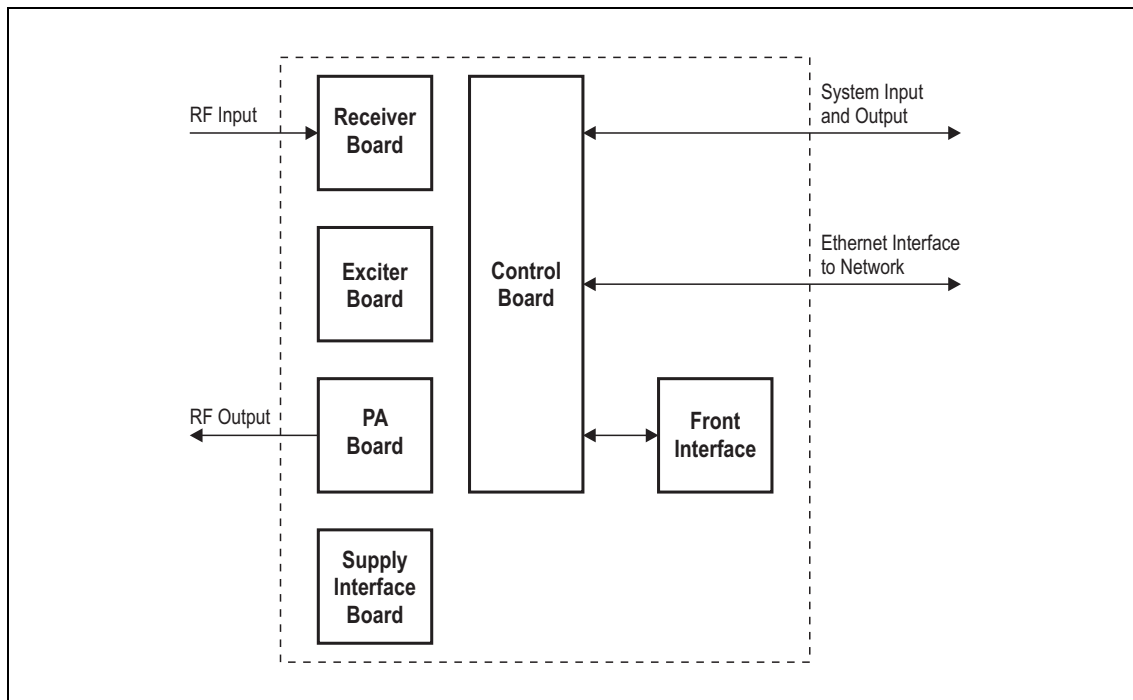 RF Input
Receiver
Board
System Input
and Output
Exciter
Board
Control
Board
Ethernet Interface
to Network
RF Output
PA
Board
Front
Interface
Supply
Interface
Board